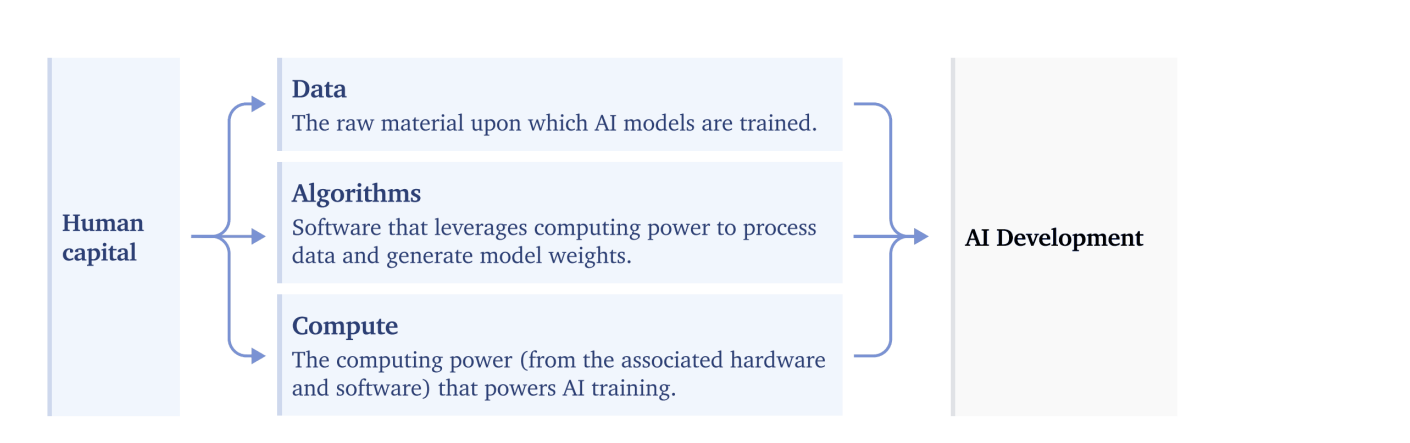 Human
capital
Data
The raw material upon which AI models are trained.
Algorithms
Software that leverages computing power to process
data and generate model weights.
Compute
The computing power (from the associated hardware
and software) that powers AI training.
AI Development